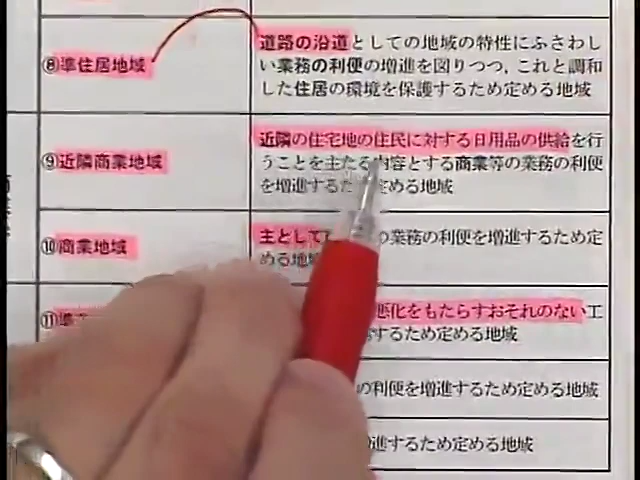 ⑧準住居地域
道路の沿道としての地域の特性にふさわし
い業務の利便の増進を図りつつ，これと調和
した住居の環境を保護するため定める地域
⑨近隣商業地域
近隣の住宅地の住民に対する日用品の供給を行
うことを主たる内容とする商業等の業務の利便
を増進するた 定める地域
⑩商業地域
主として の業務の利便を増進するため定
める地域
⑪準
悪化をもたらすおそれのない工
するため定める地域
の利便を増進するため定める地域
進するため定める地域